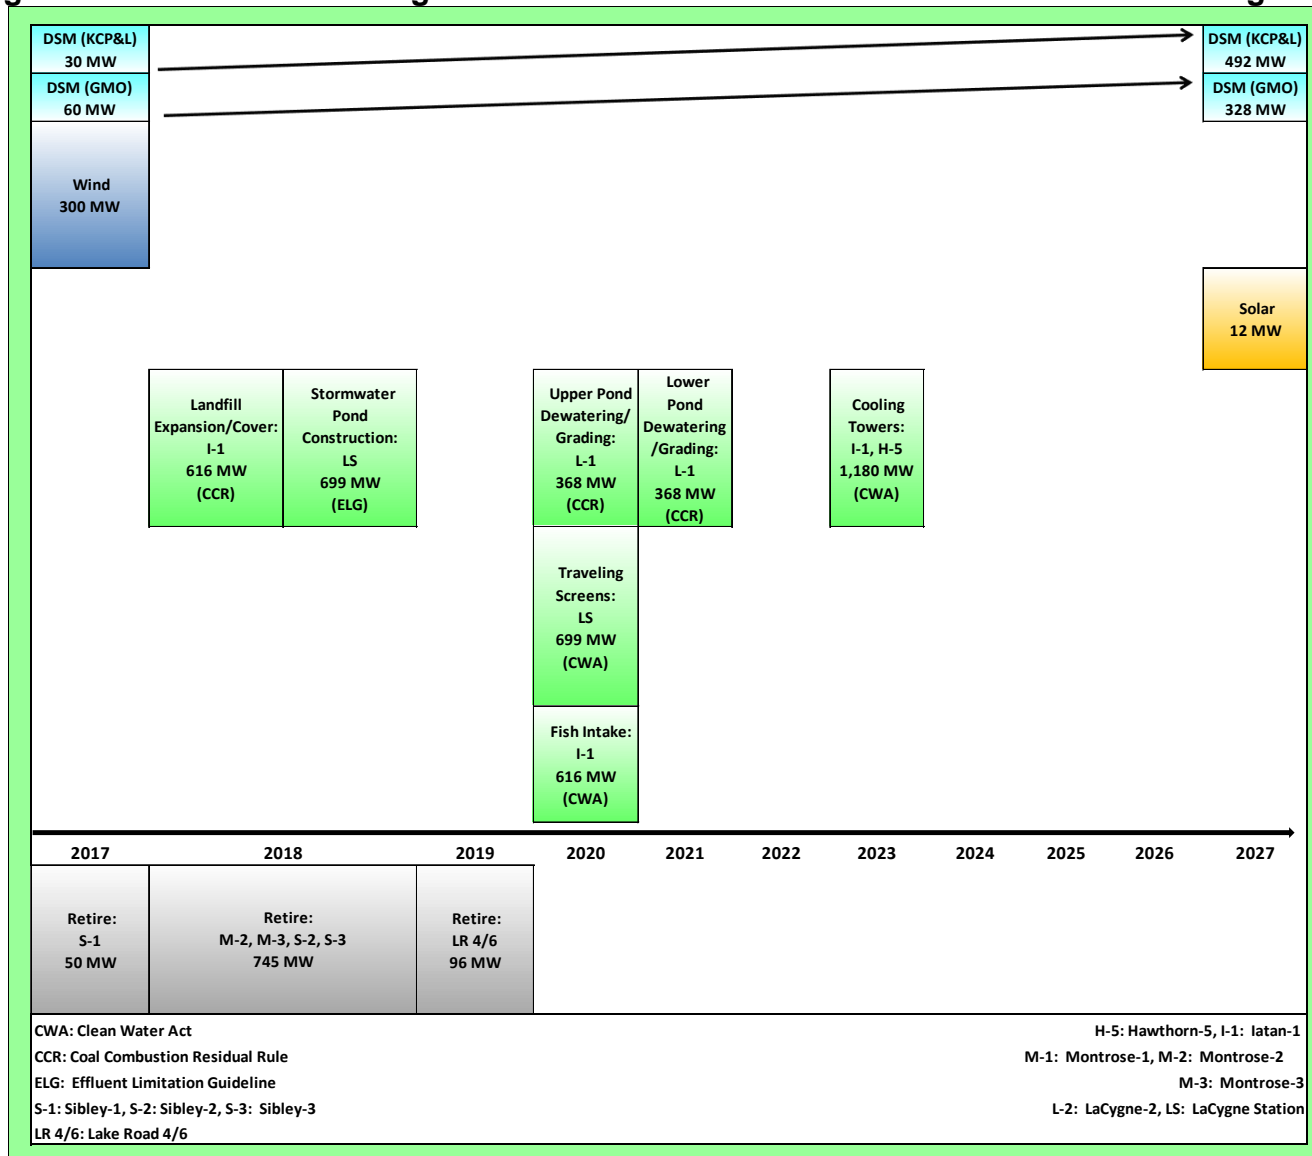 DSM (KCP&L)
30 MW
DSM (GMO)
60 MW
Wind
300 MW
DSM (KCP&L)
492 MW
DSM (GMO)
328 MW
Solar
12 MW
Landfill
Expansion/Cover:
I-1
616 MW
(CCR)
Stormwater
Pond
Construction:
LS
699 MW
(ELG)
Upper Pond
Dewatering/
Grading:
L-1
368 MW
(CCR)
Lower
Pond
Dewatering
/Grading:
L-1
368 MW
(CCR)
Cooling
Towers:
I-1, H-5
1,180 MW
(CWA)
Traveling
Screens:
LS
699 MW
(CWA)
Fish Intake:
I-1
616 MW
(CWA)
2017 2018 2019 2020 2021 2022 2023 2024 2025 2026 2027
Retire:
S-1
50 MW
Retire:
M-2, M-3, S-2, S-3
745 MW
Retire:
LR 4/6
96 MW
CWA: Clean Water Act
CCR: Coal Combustion Residual Rule
ELG: Effluent Limitation Guideline
S-1: Sibley-1, S-2: Sibley-2, S-3: Sibley-3
LR 4/6: Lake Road 4/6
H-5: Hawthorn-5, I-1: Iatan-1
M-1: Montrose-1, M-2: Montrose-2
M-3: Montrose-3
L-2: LaCygne-2, LS: LaCygne Station